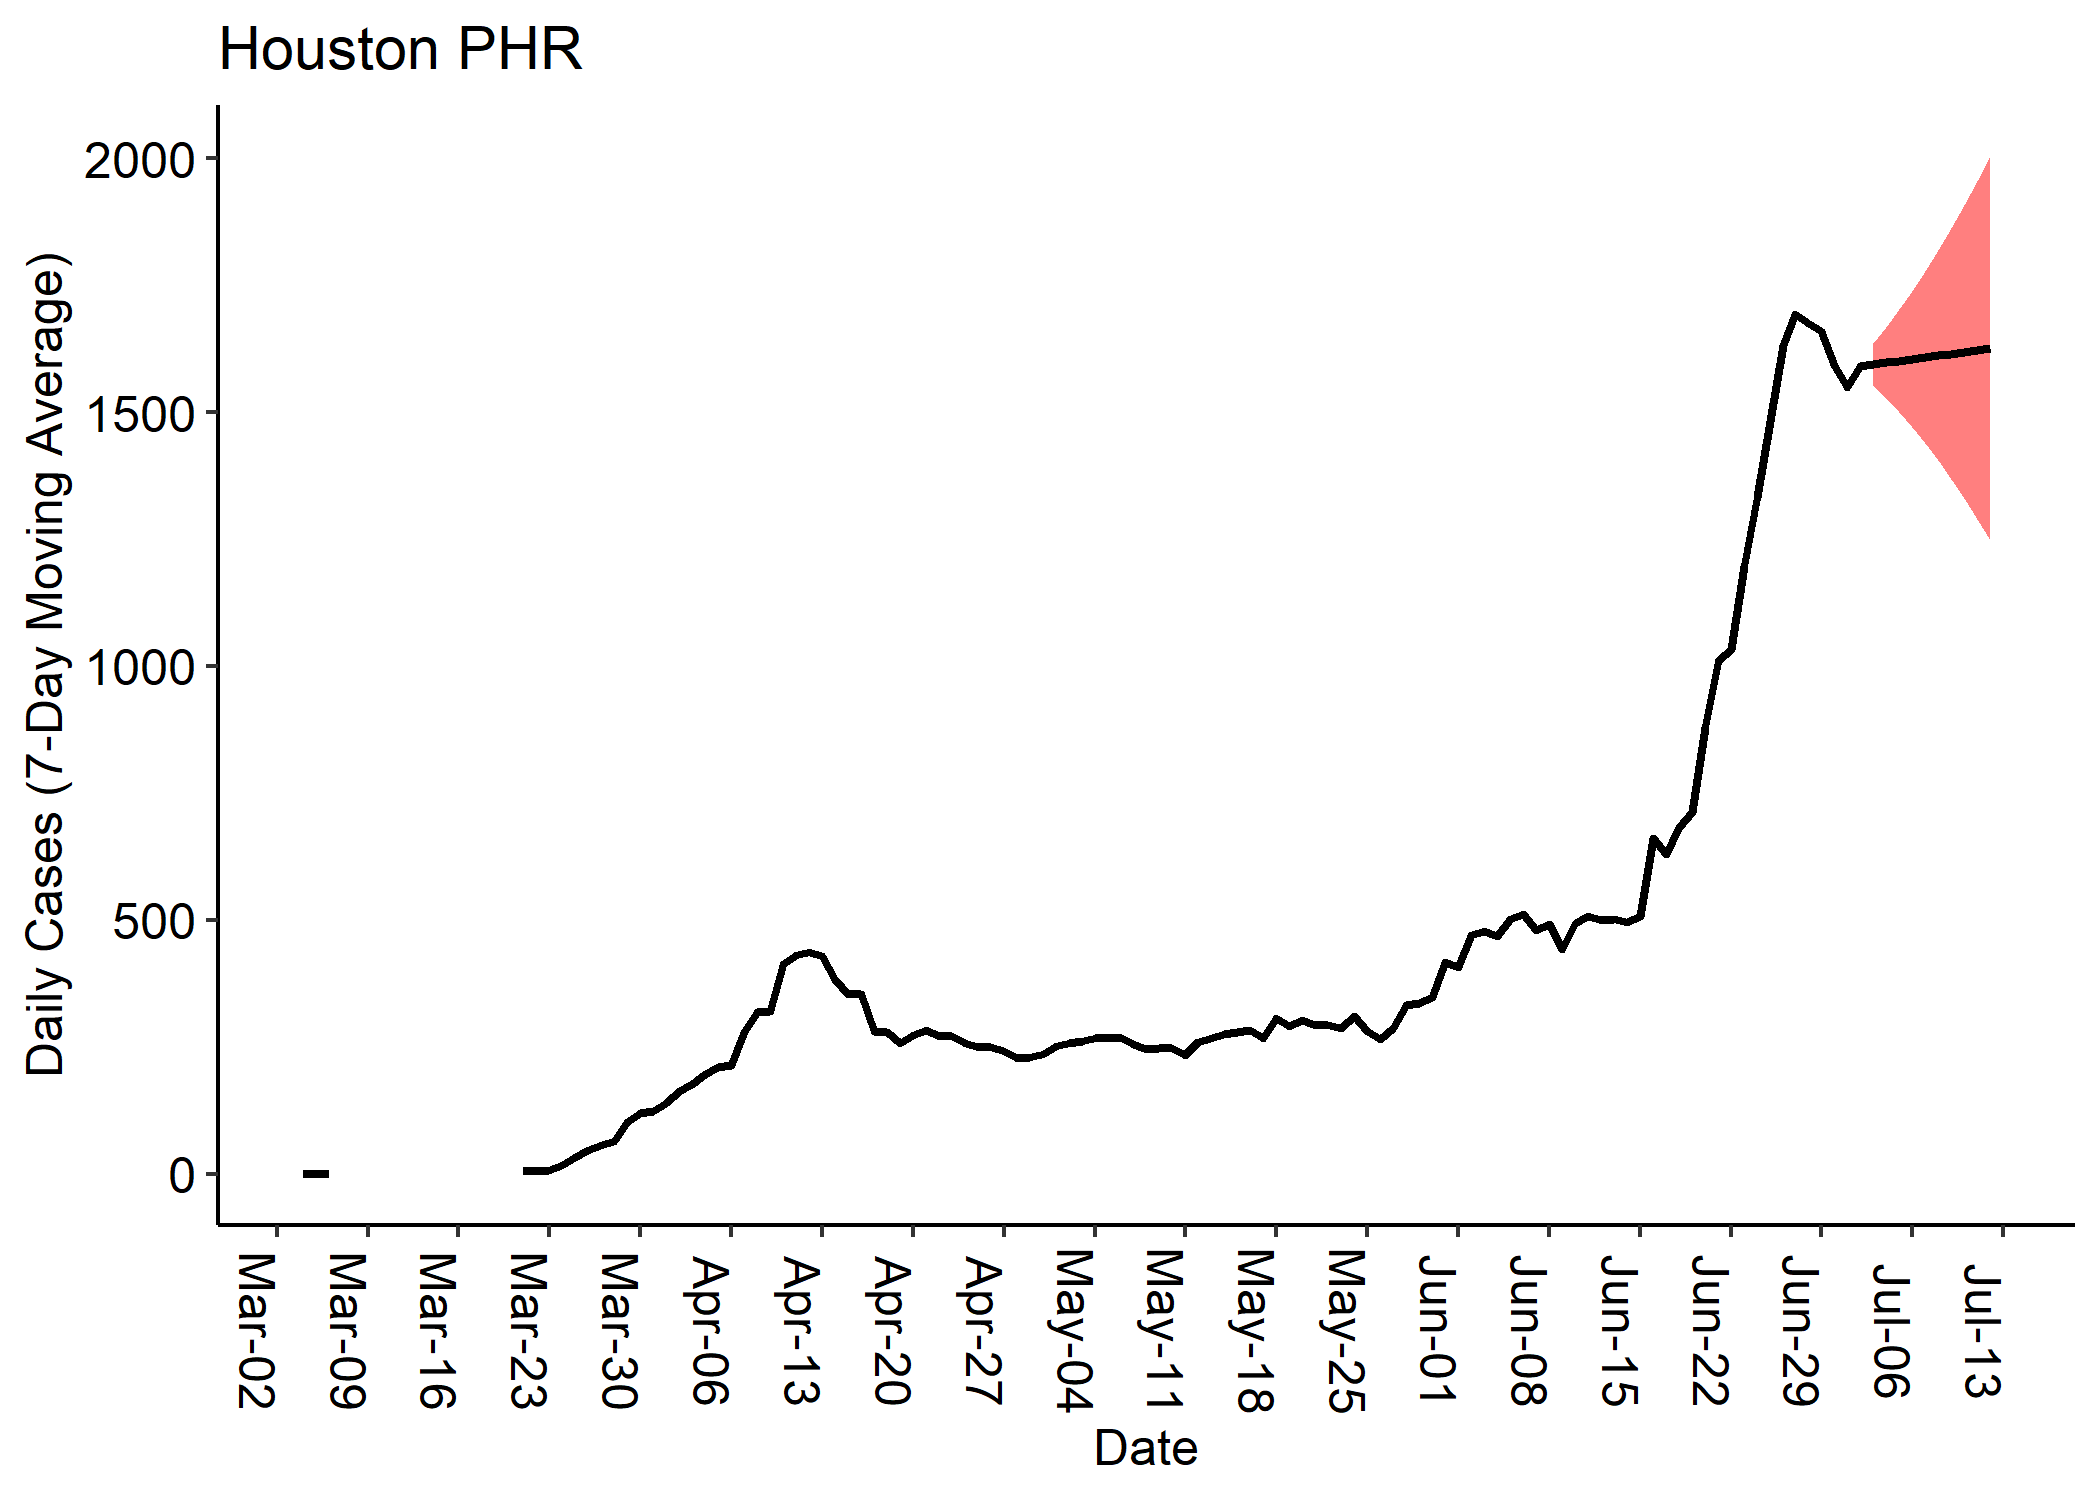 Houston PHR
Daily Cases (7-Day Moving Average)
2000
1500
1000
500
0
Mar-02
Mar-09
Mar-16
Mar-23
Mar-30
Apr-06
Apr-13
Apr-20
Apr-27
May-04
May-11
May-18
May-25
Jun-01
Jun-08
Jun-15
Jun-22
Jun-29
Jul-06
Jul-13
Date